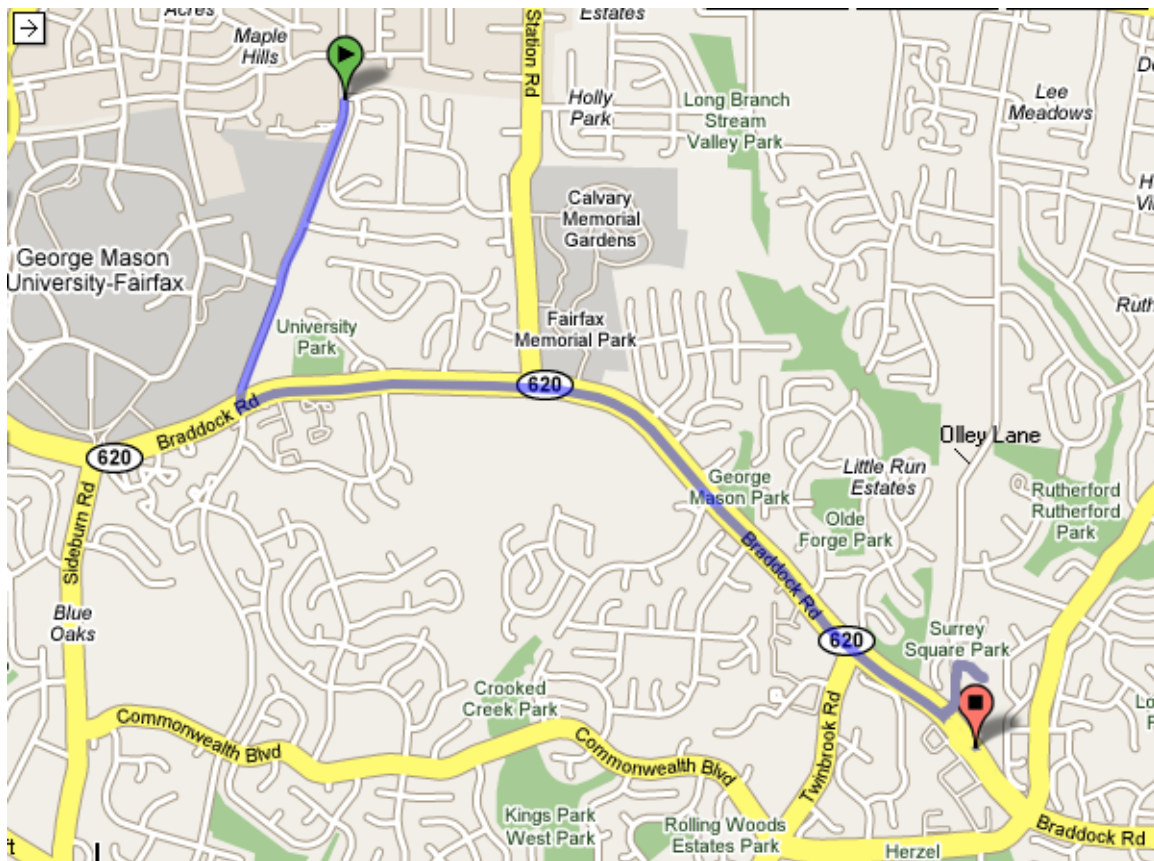 Acres
Maple
Hills
Station Rd
Estates
Holly
Park
Long Branch
Stream
Valley Park
Lee
Meadows
Calvary
Memorial
Gardens
George Mason
University-Fairfax
University
Park
Fairfax
Memorial Park
620
Braddock Rd
620
Olley Lane
Little Run
Estates
George
Mason Park
Rutherford
Rutherford
Park
Olde
Forge Park
Sideburn Rd
Braddock Rd
Blue
Oaks
620
Surrey
Square Park
Crooked
Creek Park
Commonwealth Blvd
Commonwealth Blvd
Twinbrook Rd
Kings Park
West Park
Rolling Woods
Estates Park
Braddock Rd
Herzel